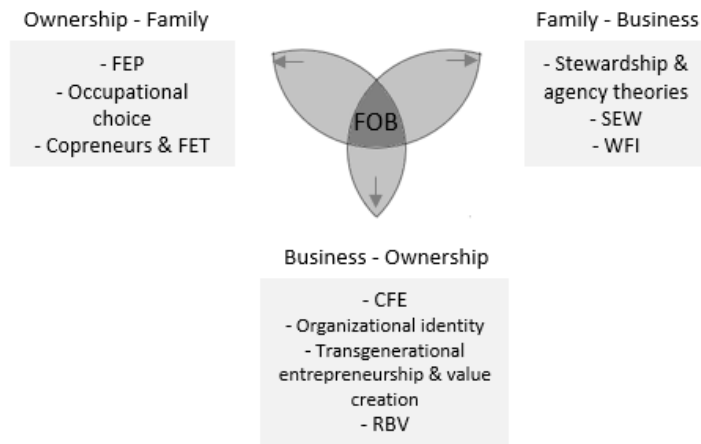 Ownership - Family
- FEP
- Occupational
choice
- Copreneurs & FET
FOB
Family - Business
- Stewardship &
agency theories
- SEW
- WFI
Business - Ownership
- CFE
- Organizational identity
- Transgenerational
entrepreneurship & value
creation
- RBV